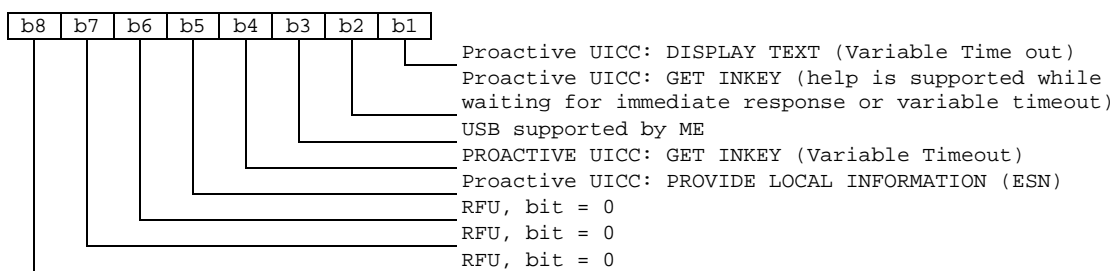 b8 b7 b6 b5 b4 b3 b2 b1
Proactive UICC: DISPLAY TEXT (Variable Time out)
Proactive UICC: GET INKEY (help is supported while
waiting for immediate response or variable timeout)
USB supported by ME
PROACTIVE UICC: GET INKEY (Variable Timeout)
Proactive UICC: PROVIDE LOCAL INFORMATION (ESN)
RFU, bit = 0
RFU, bit = 0
RFU, bit = 0